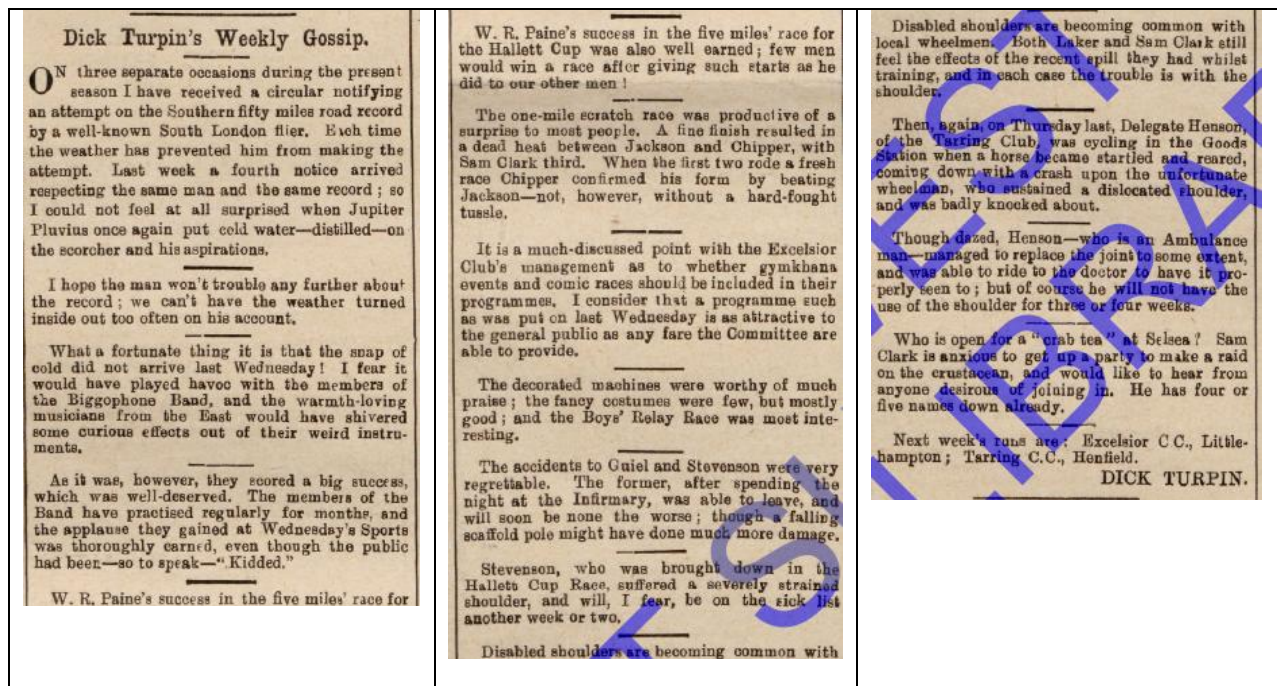 Dick Turpin's Weekly Gossip.
ON three separate occasions during the present
season I have received a circular notifying
an attempt on the Southern fifty miles road record
by a well-known South London flier. Each time
the weather has prevented him from making the
attempt. Last week a fourth notice arrived
respecting the same man and the same record; so
I could not feel at all surprised when Jupiter
Pluvius once again put cold water—distilled—on
the scorcher and his aspirations.
I hope the man won't trouble any further about
the record; we can't have the weather turned
inside out too often on his account.
What a fortunate thing it is that the snap of
cold did not arrive last Wednesday! I fear it
would have played havoc with the members of
the Biggophone Band, and the warmth-loving
musicians from the East would have shivered
some curious effects out of their weird instru-
ments.
As it was, however, they scored a big success,
which was well-deserved. The members of the
Band have practised regularly for months, and
the applause they gained at Wednesday's Sports
was thoroughly earned, even though the public
had been—so to speak—"Kidded."
W. R. Paine's success in the five miles' race for
W. R. Paine's success in the five miles' race for
the Hallett Cup was also well earned; few men
would win a race after giving such starts as he
did to our other men!
The one-mile scratch race was productive of a
surprise to most people. A fine finish resulted in
a dead heat between Jackson and Chipper, with
Sam Clark third. When the first two rode a fresh
race Chipper confirmed his form by beating
Jackson—not, however, without a hard-fought
tussle.
It is a much-discussed point with the Excelsior
Club's management as to whether gymkhana
events and comic races should be included in their
programmes. I consider that a programme such
as was put on last Wednesday is as attractive to
the general public as any fare the Committee are
able to provide.
The decorated machines were worthy of much
praise; the fancy costumes were few, but mostly
good; and the Boys' Relay Race was most inte-
resting.
The accidents to Guiel and Stevenson were very
regrettable. The former, after spending the
night at the Infirmary, was able to leave, and
will soon be none the worse; though a falling
scaffold pole might have done much more damage.
Stevenson, who was brought down in the
Hallett Cup Race, suffered a severely strained
shoulder, and will, I fear, be on the sick list
another week or two.
Disabled shoulders are becoming common with
Disabled shoulders are becoming common with
local wheelmen. Both Laker and Sam Clark still
feel the effects of the recent spill they had whilst
training, and in each case the trouble is with the
shoulder.
Then, again, on Thursday last, Delegate Henson,
of the Tarring Club, was cycling in the Goods
Station when a horse became startled and reared,
coming down with a crash upon the unfortunate
wheelman, who sustained a dislocated shoulder,
and was badly knocked about.
Though dazed, Henson—who is an Ambulance
man—managed to replace the joint to some extent,
and was able to ride to the doctor to have it pro-
perly seen to; but of course he will not have the
use of the shoulder for three or four weeks.
Who is open for a "crab tea" at Selsea? Sam
Clark is anxious to get up a party to make a raid
on the crustacean, and would like to hear from
anyone desirous of joining in. He has four or
five names down already.
Next week's runs are: Excelsior C.C., Little-
hampton; Tarring C.C., Henfield.
DICK TURPIN.